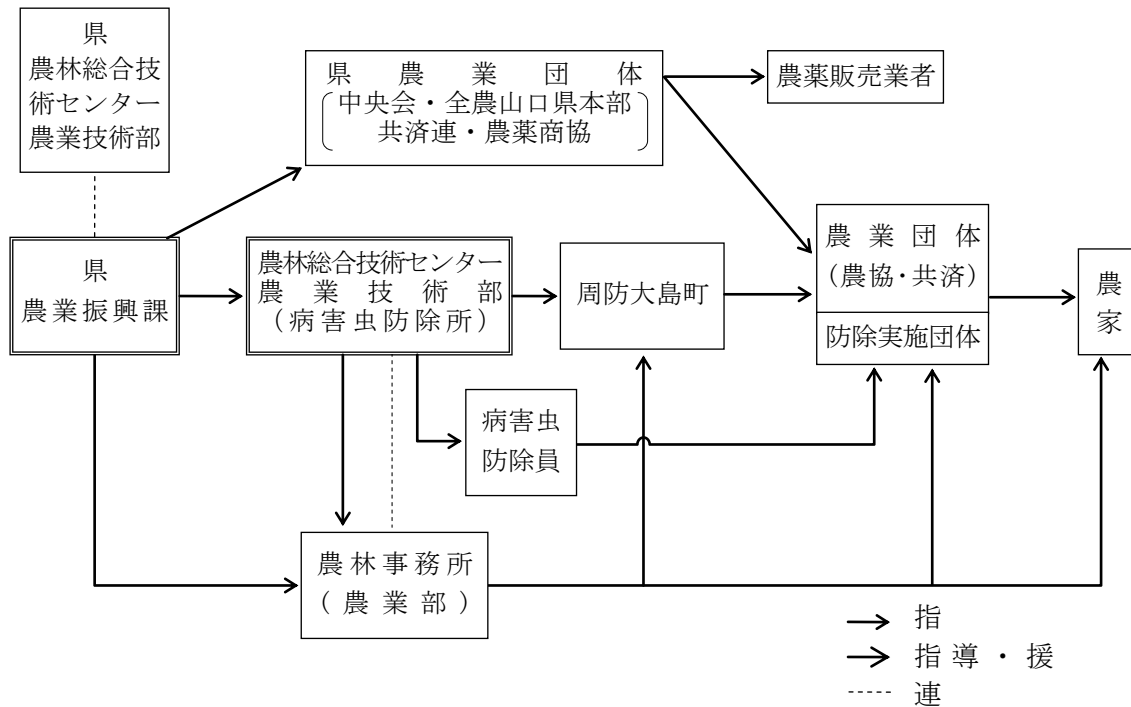 県
農林総合技
術センター
農業技術部
県農業団体
中央会・全農山口県本部
共済連・農薬商協
農薬販売業者
県
農業振興課
農林総合技術センター
農業技術部
（病害虫防除所）
周防大島町
農業団体
（農協・共済）
防除実施団体
農
家
病害虫
防除員
農林事務所
（農業部）
指
指導・援
連